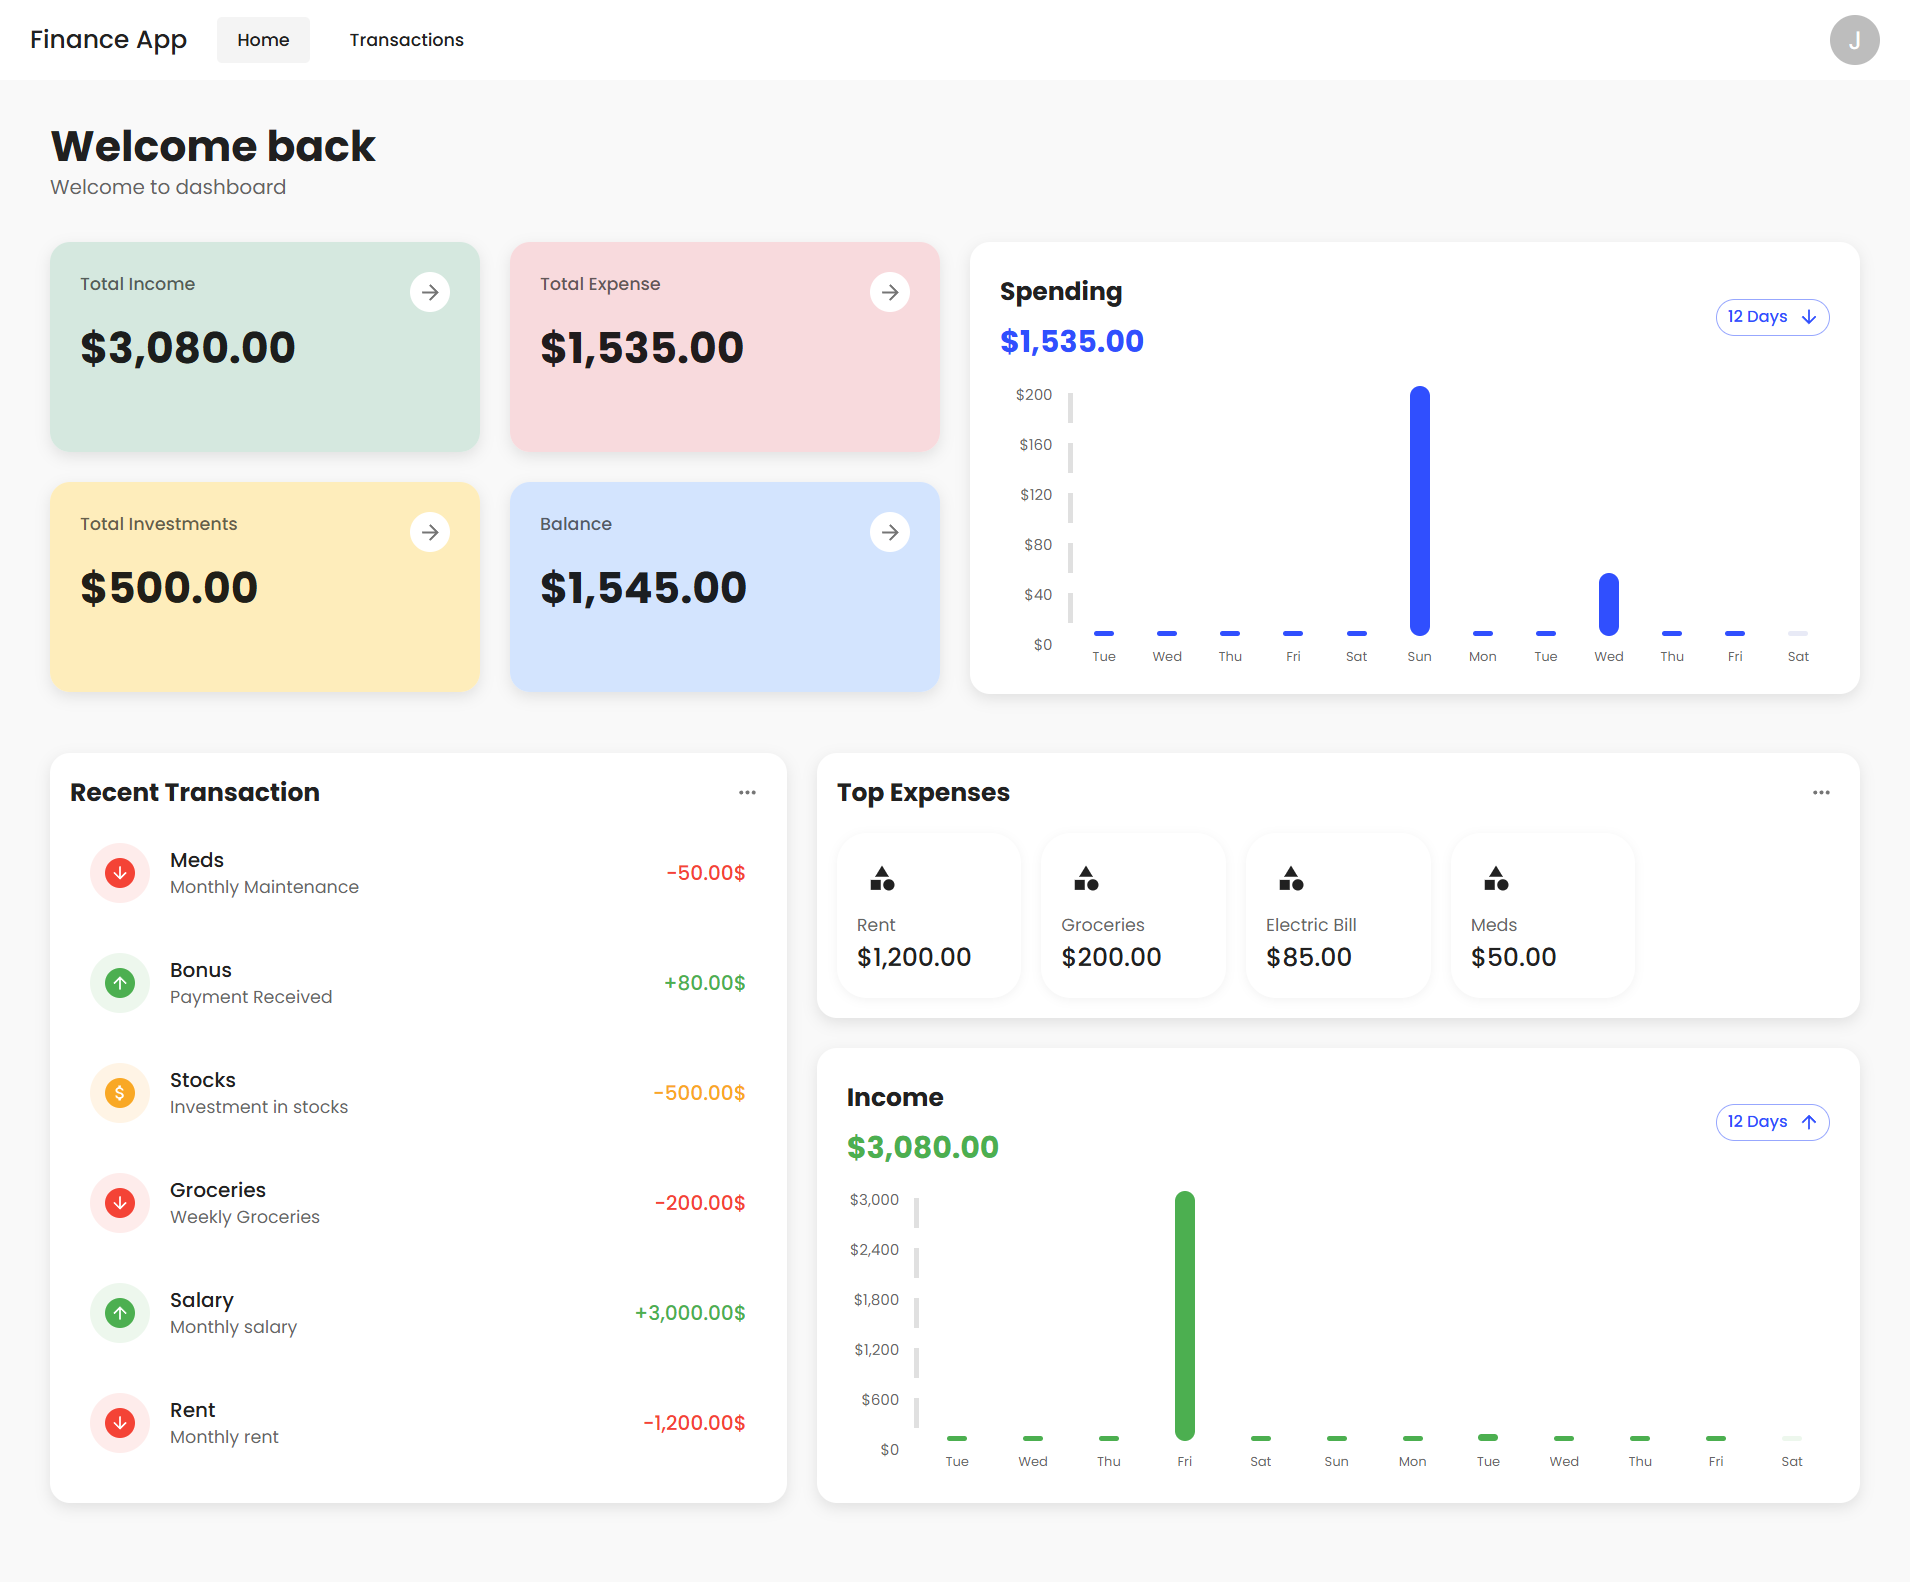 Finance App
Home
Transactions
J
Welcome back
Welcome to dashboard
Total Income
$3,080.00
Total Expense
$1,535.00
Total Investments
$500.00
Balance
$1,545.00
Spending
$1,535.00
12 Days
$200
$160
$120
$80
$40
$0
Tue Wed Thu Fri Sat Sun Mon Tue Wed Thu Fri Sat
Recent Transaction
Meds
Monthly Maintenance
-50.00$
Bonus
Payment Received
+80.00$
Stocks
Investment in stocks
-500.00$
Groceries
Weekly Groceries
-200.00$
Salary
Monthly salary
+3,000.00$
Rent
Monthly rent
-1,200.00$
Top Expenses
Rent
$1,200.00
Groceries
$200.00
Electric Bill
$85.00
Meds
$50.00
Income
$3,080.00
12 Days
$3,000
$2,400
$1,800
$1,200
$600
$0
Tue Wed Thu Fri Sat Sun Mon Tue Wed Thu Fri Sat